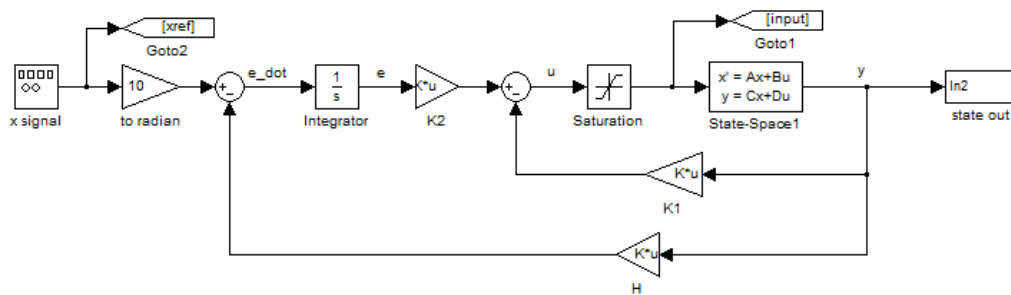 [xref]
Goto2
[input]
Goto1
x signal
10
to radian
+
−
e_dot
1
s
Integrator
e
K*u
K2
+
−
u
Saturation
x' = Ax+Bu
y = Cx+Du
State-Space1
y
In2
state out
K*u
K1
K*u
H